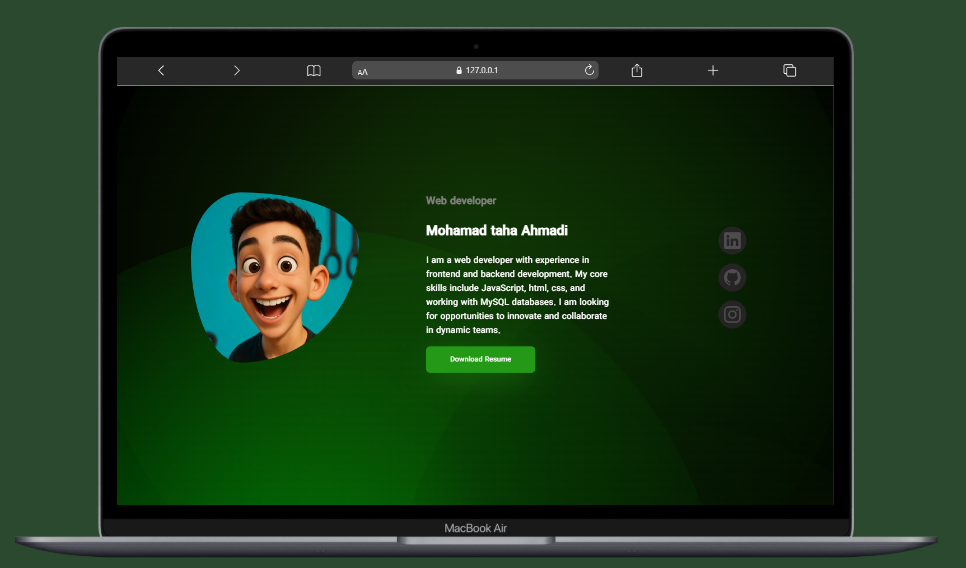 AA
127.0.0.1
Web developer
Mohamad taha Ahmadi
I am a web developer with experience in
frontend and backend development. My core
skills include JavaScript, html, css, and
working with MySQL databases. I am looking
for opportunities to innovate and collaborate
in dynamic teams.
Download Resume
in
MacBook Air